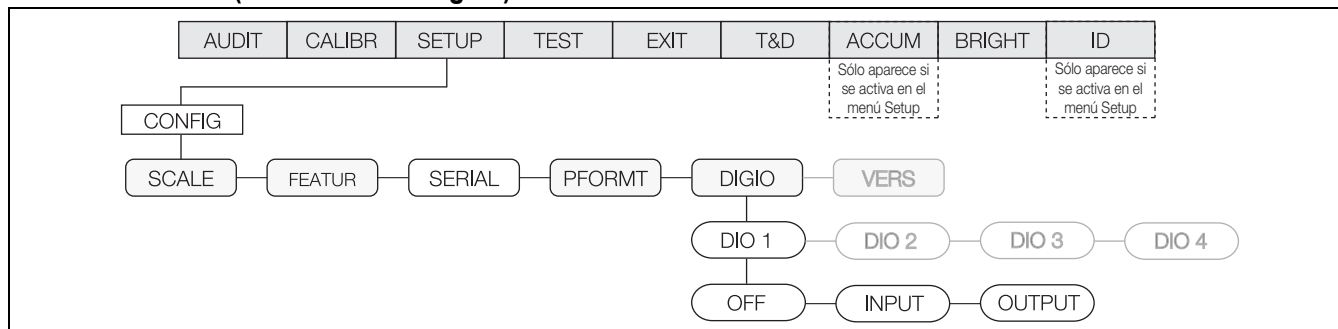 AUDIT CALIBR SETUP TEST EXIT T&D ACCUM BRIGHT ID
Sólo aparece si
se activa en el
menú Setup
Sólo aparece si
se activa en el
menú Setup
CONFIG
SCALE FEATUR SERIAL PFORMT DIGIO VERS
DIO 1 DIO 2 DIO 3 DIO 4
OFF INPUT OUTPUT